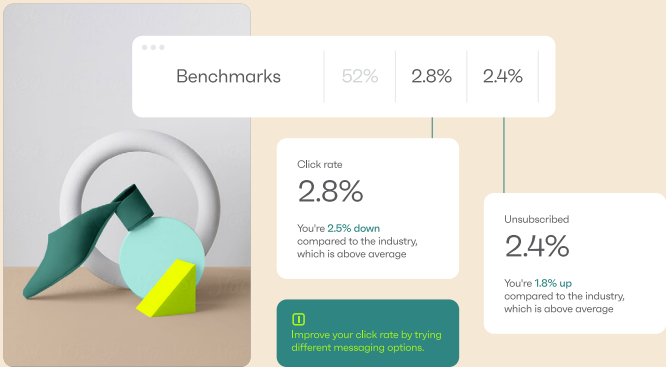 Benchmarks 52% 2.8% 2.4%
Click rate
2.8%
You're 2.5% down
compared to the industry,
which is above average
Unsubscribed
2.4%
You're 1.8% up
compared to the industry,
which is above average
Improve your click rate by trying
different messaging options.